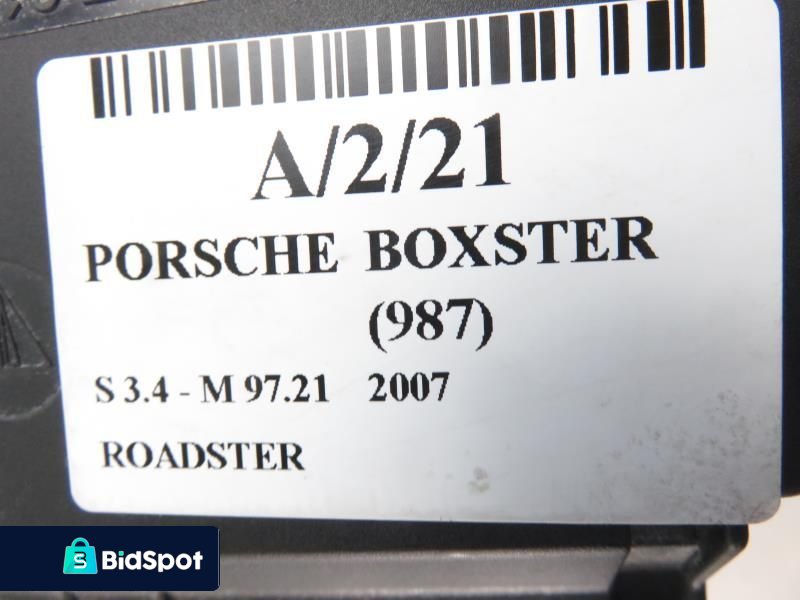 A/2/21
PORSCHE BOXSTER
(987)
S 3.4 - M 97.21 2007
ROADSTER
BidSpot